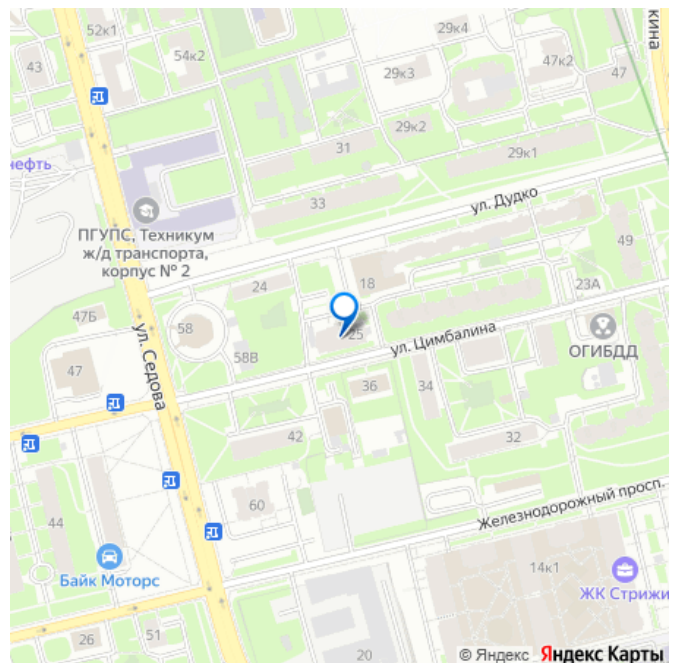 52к1
54к2
43
29к4
кина
29к3
47к2
47
29к2
нефть
31
29к1
33
ул. Дудко
ПГУПС, Техникум
ж/д транспорта,
корпус № 2
49
18
24
23А
47Б
58
25
ул. Цимбалина
ОГИБДД
58В
ул. Седова
47
36
34
42
32
60
Железнодорожный просп.
44
Байк Моторс
14к1
ЖК Стрижи
26
51
20
© Яндекс Яндекс Карты